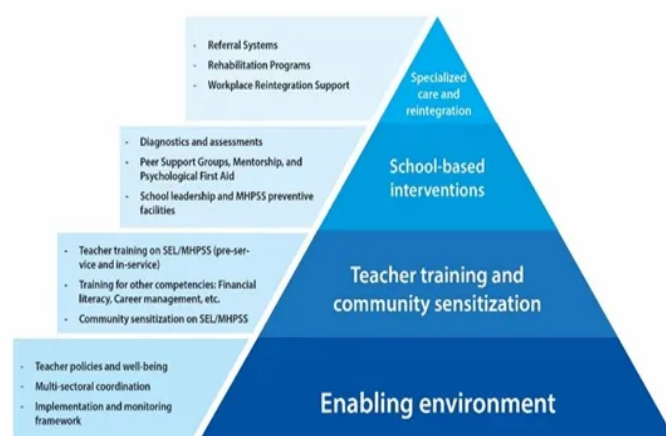 - Referral Systems
- Rehabilitation Programs
- Workplace Reintegration Support
Specialized
care and
reintegration
- Diagnostics and assessments
- Peer Support Groups, Mentorship, and
Psychological First Aid
- School leadership and MHPSS preventive
facilities
School-based
interventions
- Teacher training on SEL/MHPSS (pre-ser-
vice and in-service)
- Training for other competencies: Financial
literacy, Career management, etc.
- Community sensitization on SEL/MHPSS
Teacher training and
community sensitization
- Teacher policies and well-being
- Multi-sectoral coordination
- Implementation and monitoring
framework
Enabling environment